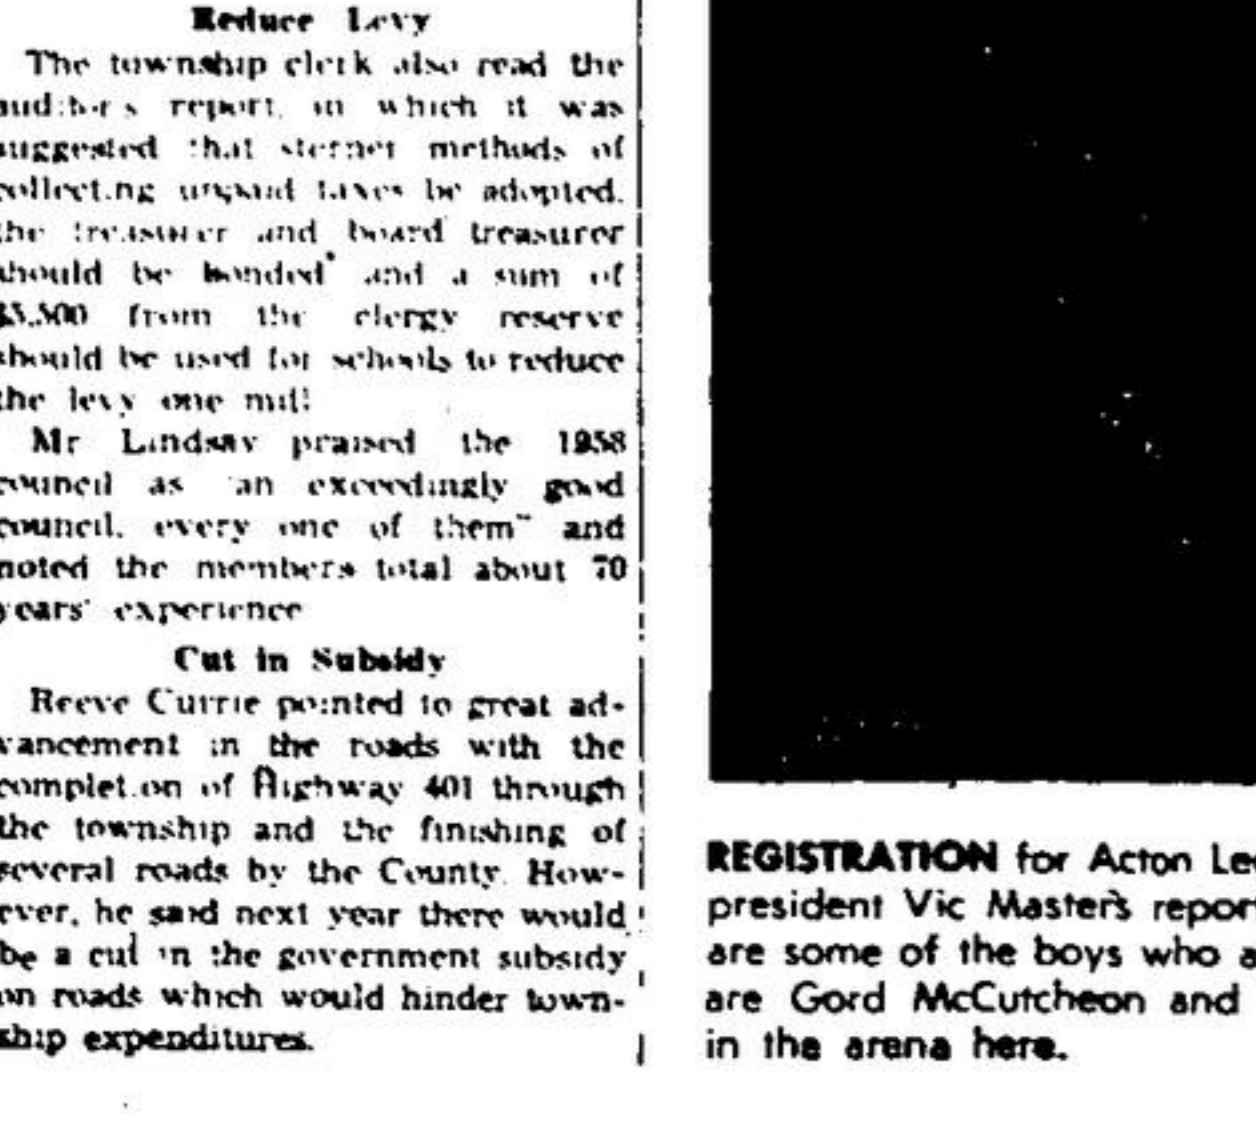 Reduce Levy
The township clerk also read the
auditor's report, in which it was
suggested that sterner methods of
collecting unpaid taxes be adopted,
the treasurer and board treasurer
should be bonded and a sum of
from the clergy reserve
should be used for schools to reduce
the levy one mill
Mr Lindsay praised the 1958
council as "an exceedingly good
council, every one of them" and
noted the members total about 70
years' experience
Cut in Subsidy
Reeve Currie pointed to great ad-
vancement in the roads with the
completion of Highway 401 through
the township and the finishing of
several roads by the County. How-
ever, he said next year there would
be a cut in the government subsidy
on roads which would hinder town-
ship expenditures.
REGISTRATION for Acton Le
president Vic Masters report
are some of the boys who a
are Gord McCutcheon and
in the arena here.